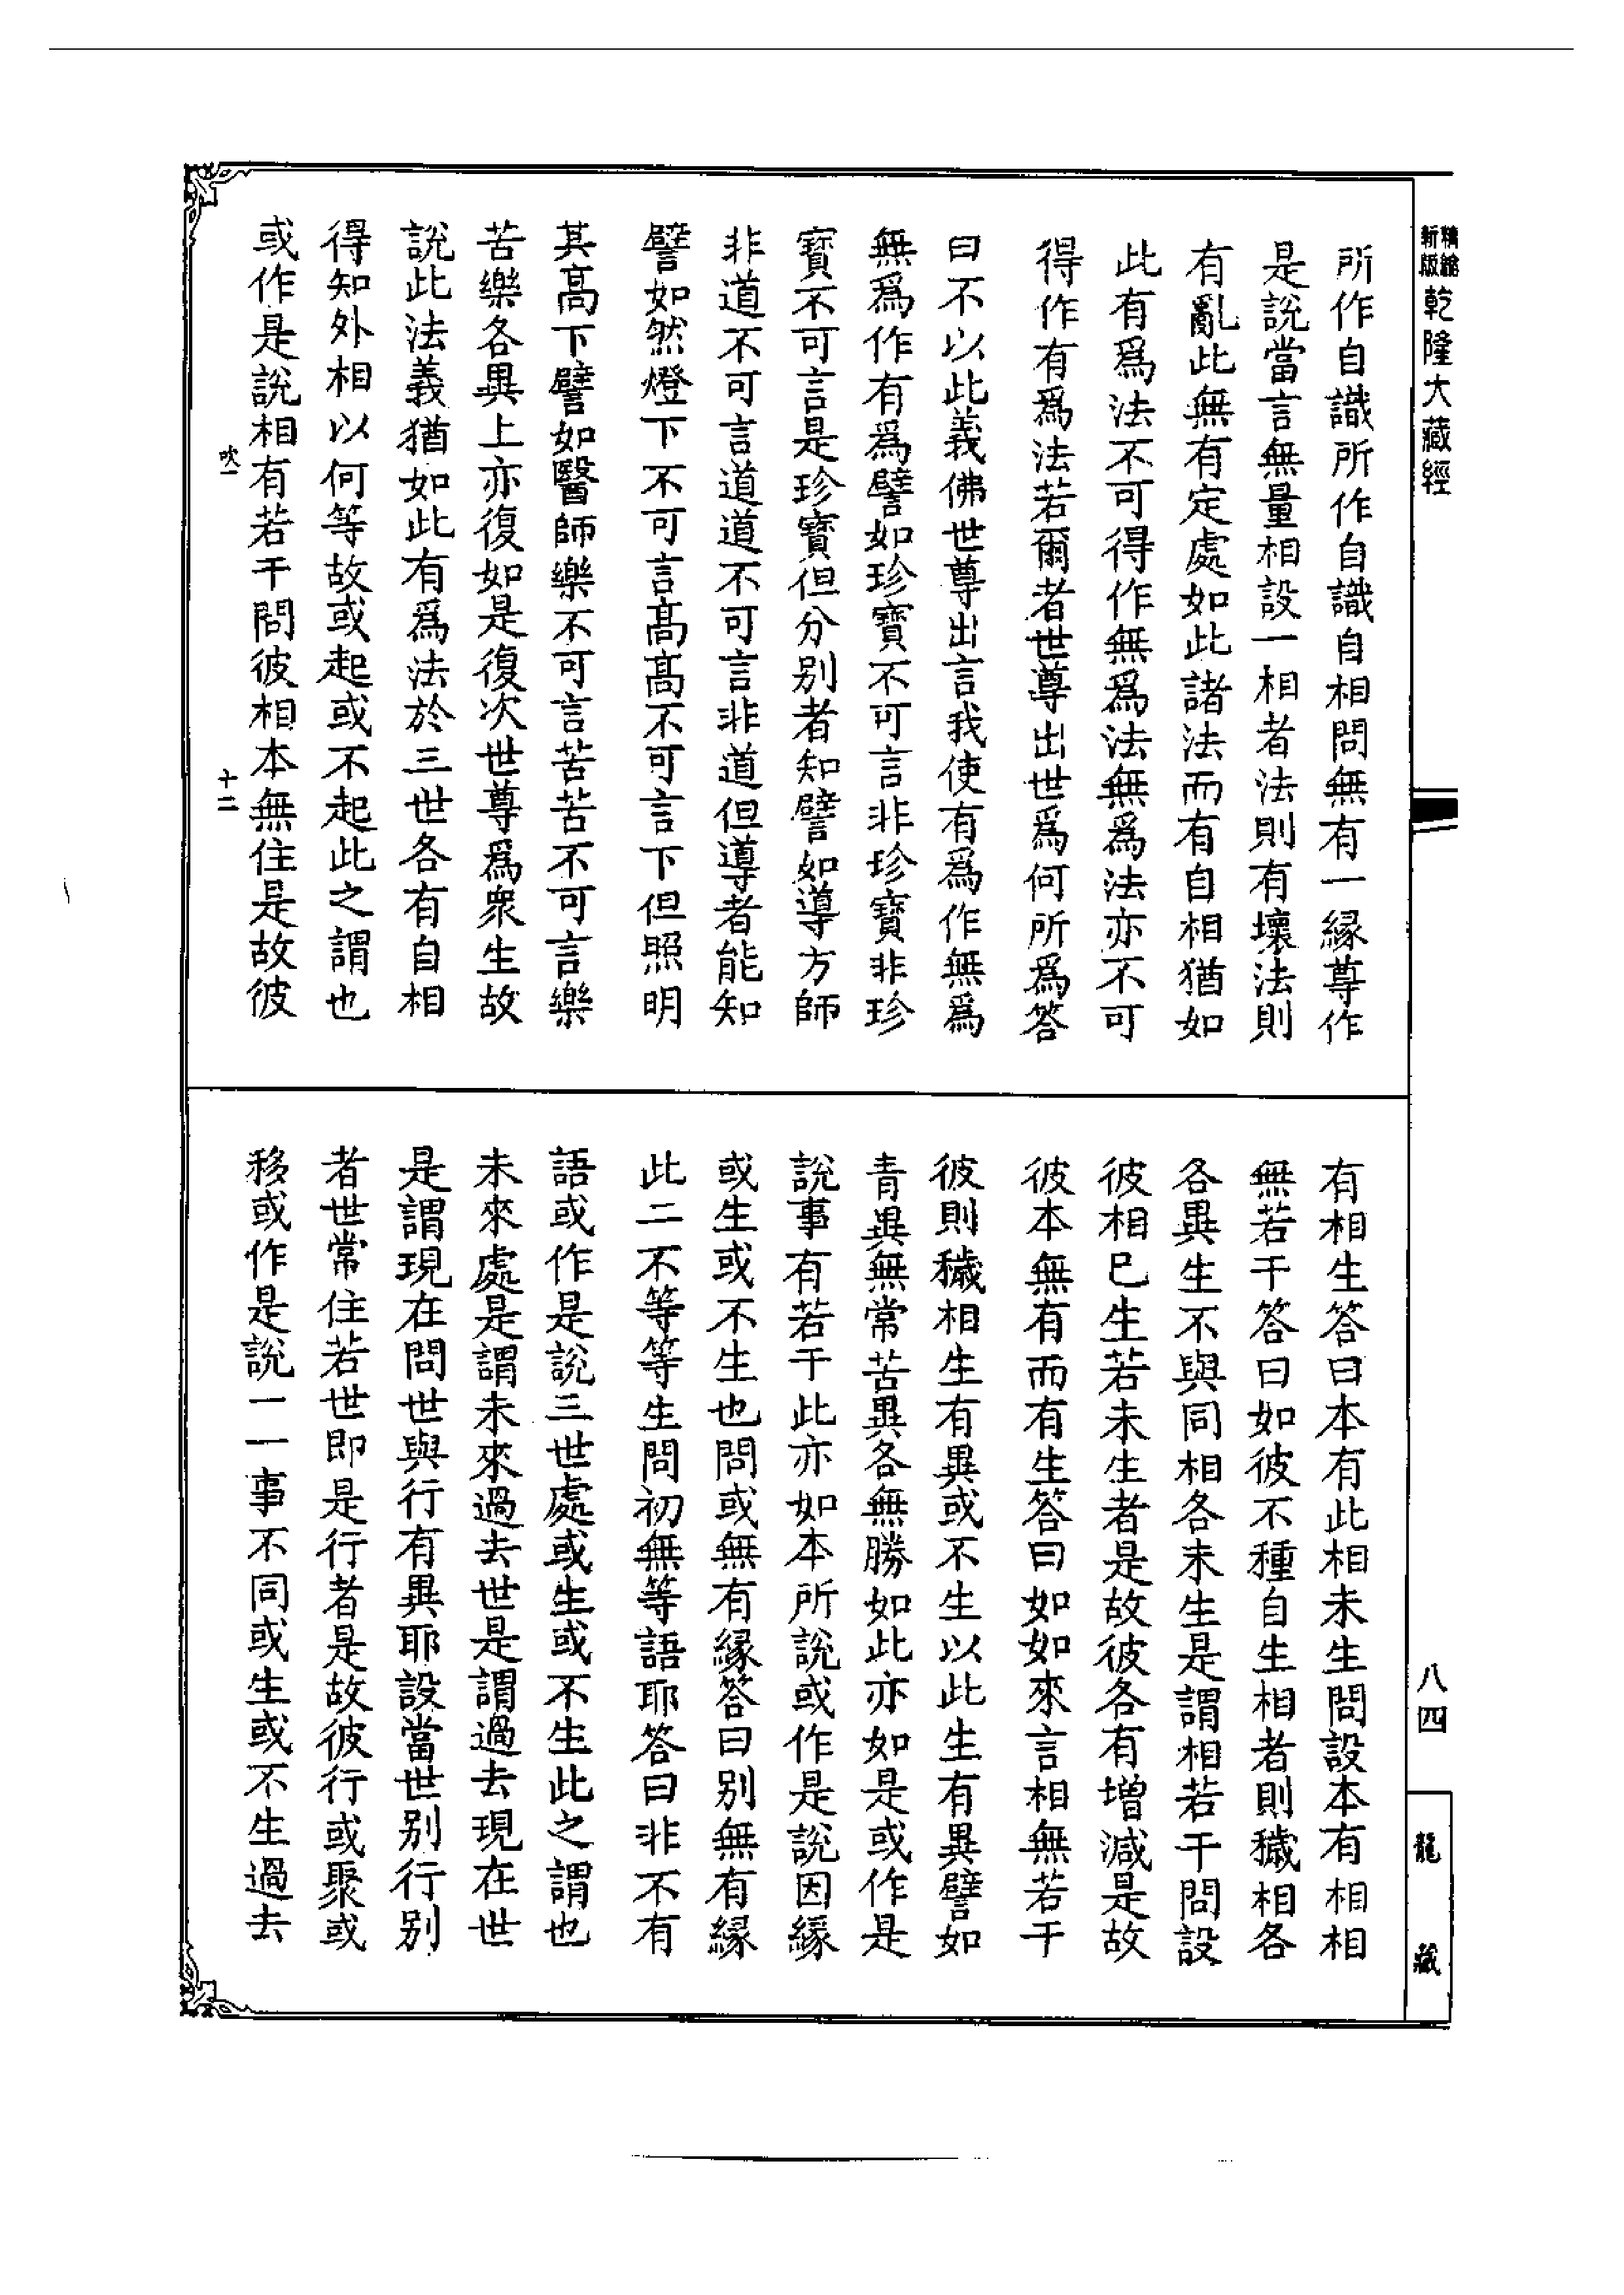 精縮
新版
乾隆大藏經
所作自識所作自識自相問無有一緣尊作
是說當言無量相設一相者法則有壞法則
有亂此無有定處如此諸法而有自相猶如
此有爲法不可得作無爲法無爲法亦不可
得作有爲法若爾者世尊出世爲何所爲答
曰不以此義佛世尊出言我使有爲作無爲
無爲作有爲譬如珍寶不可言非珍寶非珍
寶不可言是珍寶但分別者知譬如導方師
非道不可言道道不可言非道但導者能知
譬如然燈下不可言高高不可言下但照明
其高下譬如醫師樂不可言苦苦不可言樂
苦樂各異上亦復如是復次世尊爲衆生故
說此法義猶如此有爲法於三世各有自相
得知外相以何等故或起或不起此之謂也
或作是說相有若干問彼相本無住是故彼
吹一
十二
有相生答曰本有此相未生問設本有相相
無若干答曰如彼不種自生相者則穢相各
各異生不與同相各未生是謂相若干問設
彼相已生若未生者是故彼各有增減是故
彼本無有而有生答曰如如來言相無若干
彼則穢相生有異或不生以此生有異譬如
青異無常苦異各無勝如此亦如是或作是
說事有若干此亦如本所說或作是說因緣
或生或不生也問或無有緣答曰別無有緣
此二不等等生問初無等語耶答曰非不有
語或作是說三世處或生或不生此之謂也
未來處是謂未來過去世是謂過去現在世
是謂現在問世與行有異耶設當世別行別
者世常住若世即是行者是故彼行或聚或
移或作是說一一事不同或生或不生過去
八四
龍藏